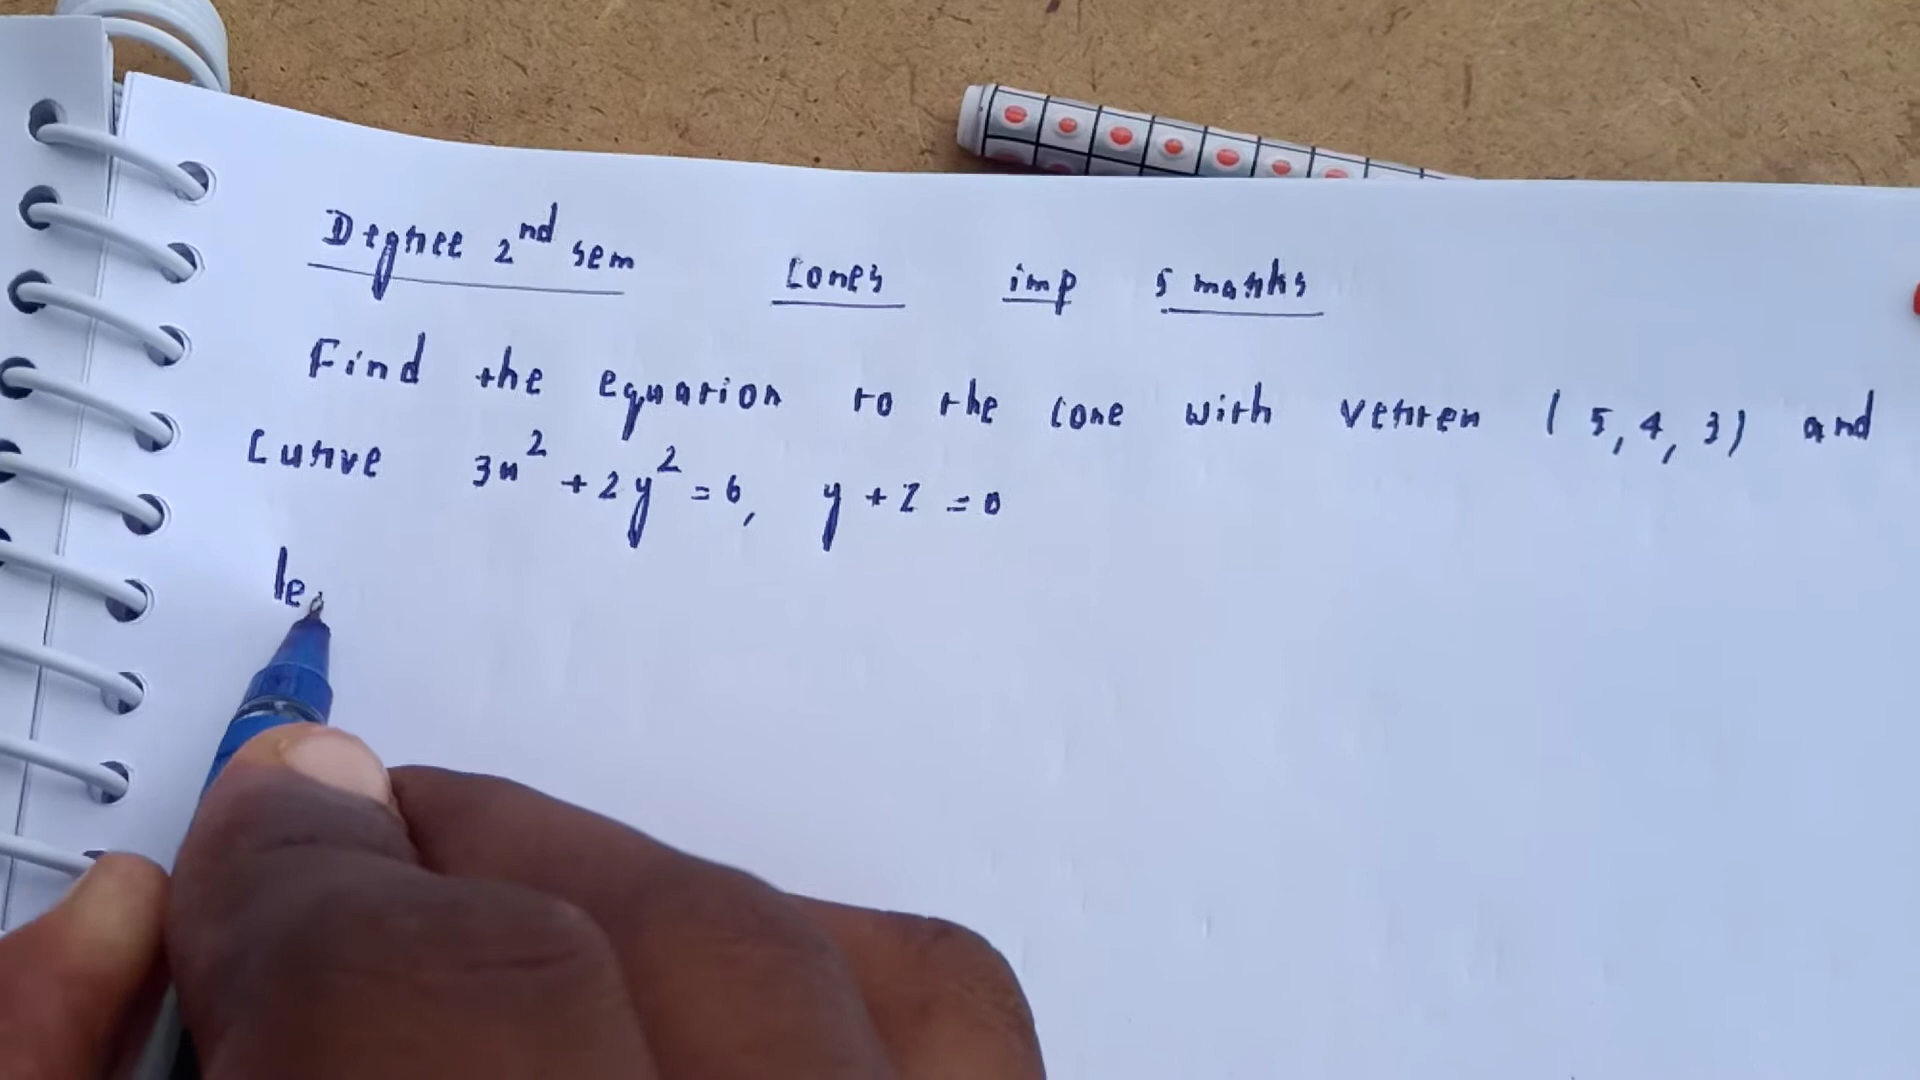 Degree 2nd sem Cones imp 5 marks
Find the equation to the cone with vertex (5, 4, 3) and
Curve 3x² + 2y² = 6, y + z = 0
le